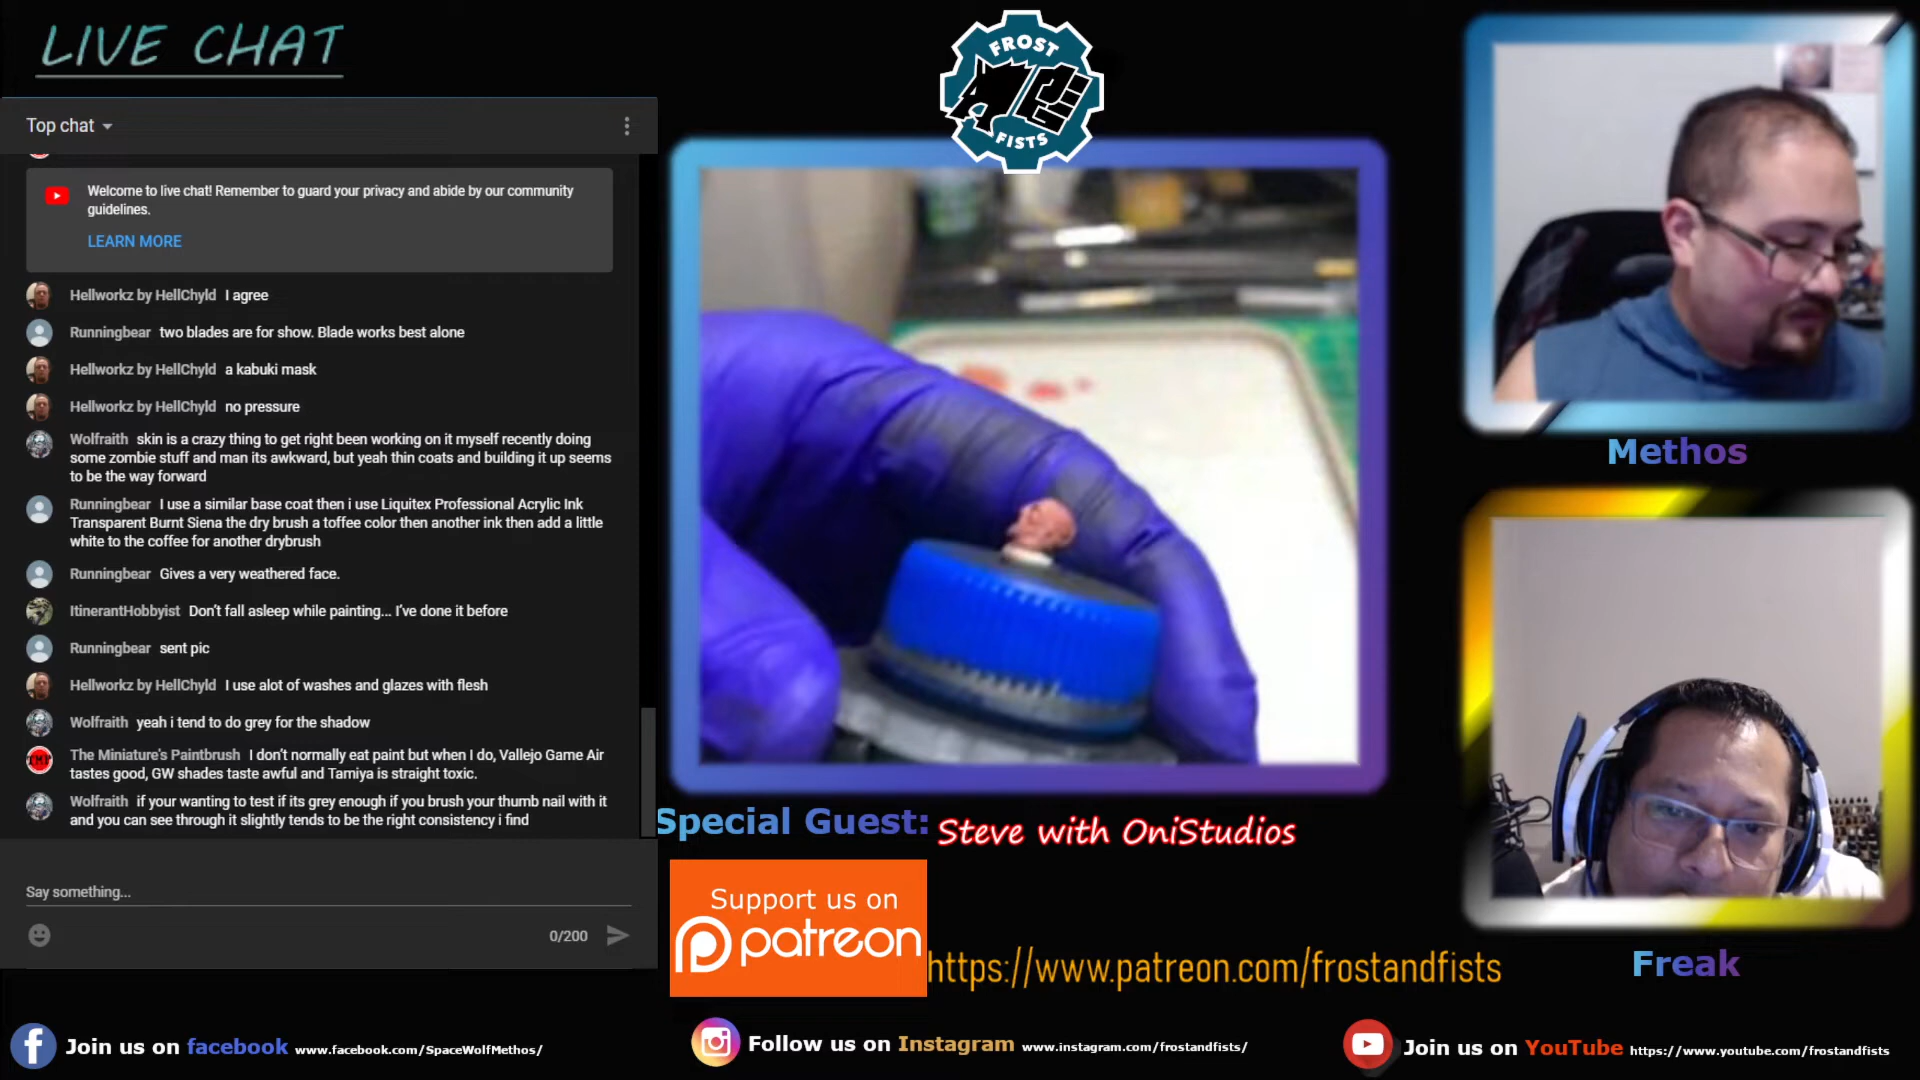 LIVE CHAT
Top chat
Welcome to live chat! Remember to guard your privacy and abide by our community
guidelines.
LEARN MORE
Hellworkz by HellChyld I agree
Runningbear two blades are for show. Blade works best alone
Hellworkz by HellChyld a kabuki mask
Hellworkz by HellChyld no pressure
Wolfraith skin is a crazy thing to get right been working on it myself recently doing
some zombie stuff and man its awkward, but yeah thin coats and building it up seems
to be the way forward
Runningbear I use a similar base coat then i use Liquitex Professional Acrylic Ink
Transparent Burnt Siena the dry brush a toffee color then another ink then add a little
white to the coffee for another drybrush
Runningbear Gives a very weathered face.
ItinerantHobbyist Don't fall asleep while painting... I've done it before
Runningbear sent pic
Hellworkz by HellChyld I use alot of washes and glazes with flesh
Wolfraith yeah i tend to do grey for the shadow
The Miniature's Paintbrush I don't normally eat paint but when I do, Vallejo Game Air
tastes good, GW shades taste awful and Tamiya is straight toxic.
Wolfraith if your wanting to test if its grey enough if you brush your thumb nail with it
and you can see through it slightly tends to be the right consistency i find
Say something...
0/200
FROST
FISTS
Special Guest: Steve with OniStudios
Support us on
patreon
https://www.patreon.com/frostandfists
Methos
Freak
Join us on facebook www.facebook.com/SpaceWolfMethos/
Follow us on Instagram www.instagram.com/frostandfists/
Join us on YouTube https://www.youtube.com/frostandfists